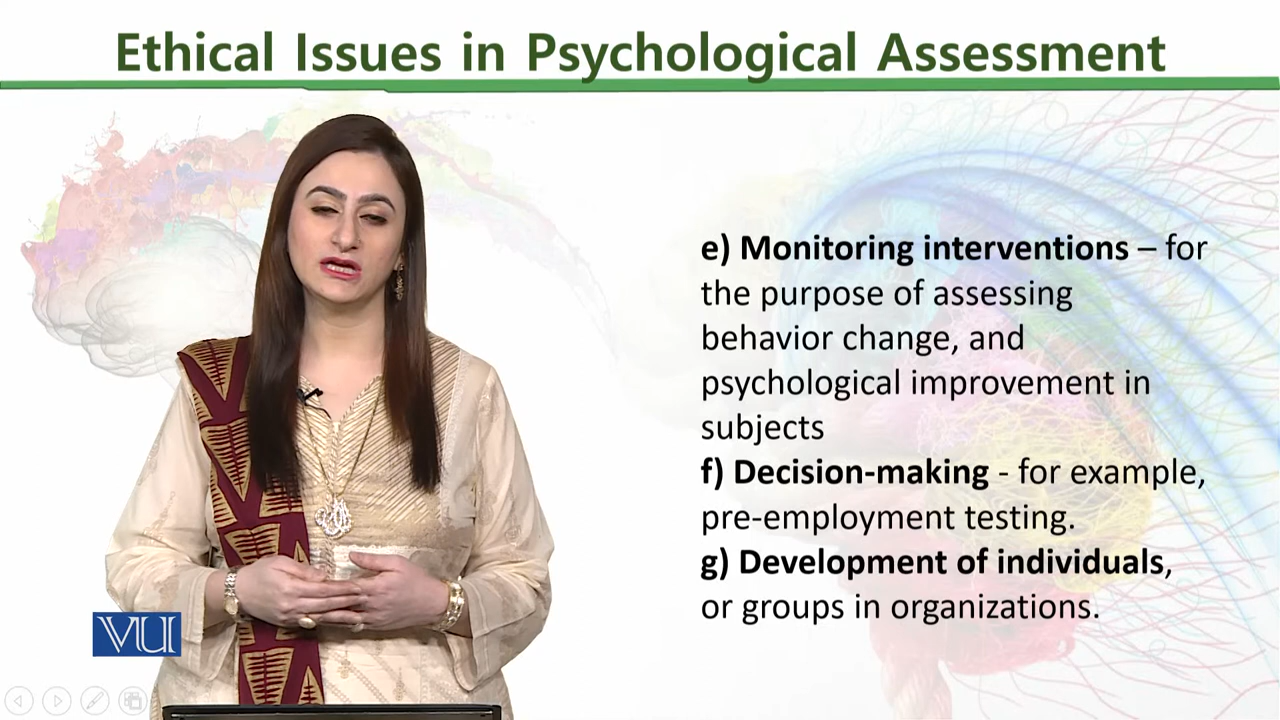 Ethical Issues in Psychological Assessment
e) Monitoring interventions – for
the purpose of assessing
behavior change, and
psychological improvement in
subjects
f) Decision-making - for example,
pre-employment testing.
g) Development of individuals,
or groups in organizations.
VU